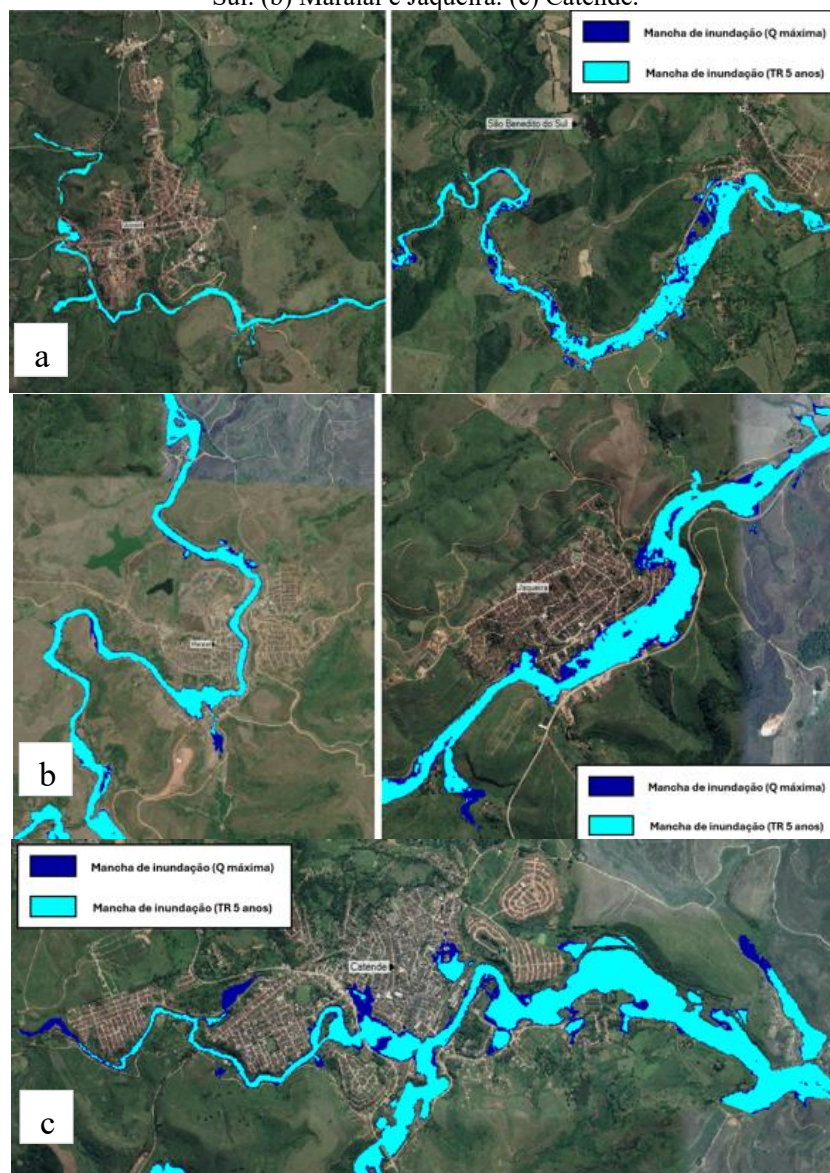 Sul. (b) Maraial e Jaqueira. (c) Catende.
Mancha de inundação (Q máxima)
Mancha de inundação (TR 5 anos)
São Benedito do Sul
a
Maraial
Jaqueira
b
Mancha de inundação (Q máxima)
Mancha de inundação (TR 5 anos)
Mancha de inundação (Q máxima)
Mancha de inundação (TR 5 anos)
Catende
c